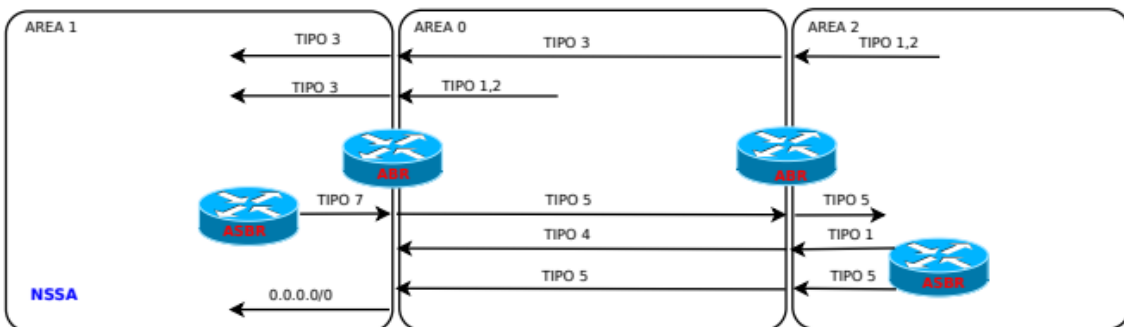 AREA 1
AREA 0
AREA 2
TIPO 3
TIPO 3
TIPO 1,2
TIPO 3
TIPO 1,2
ABR
ABR
TIPO 7
TIPO 5
TIPO 5
ASBR
TIPO 4
TIPO 1
TIPO 5
TIPO 5
ASBR
NSSA
0.0.0.0/0